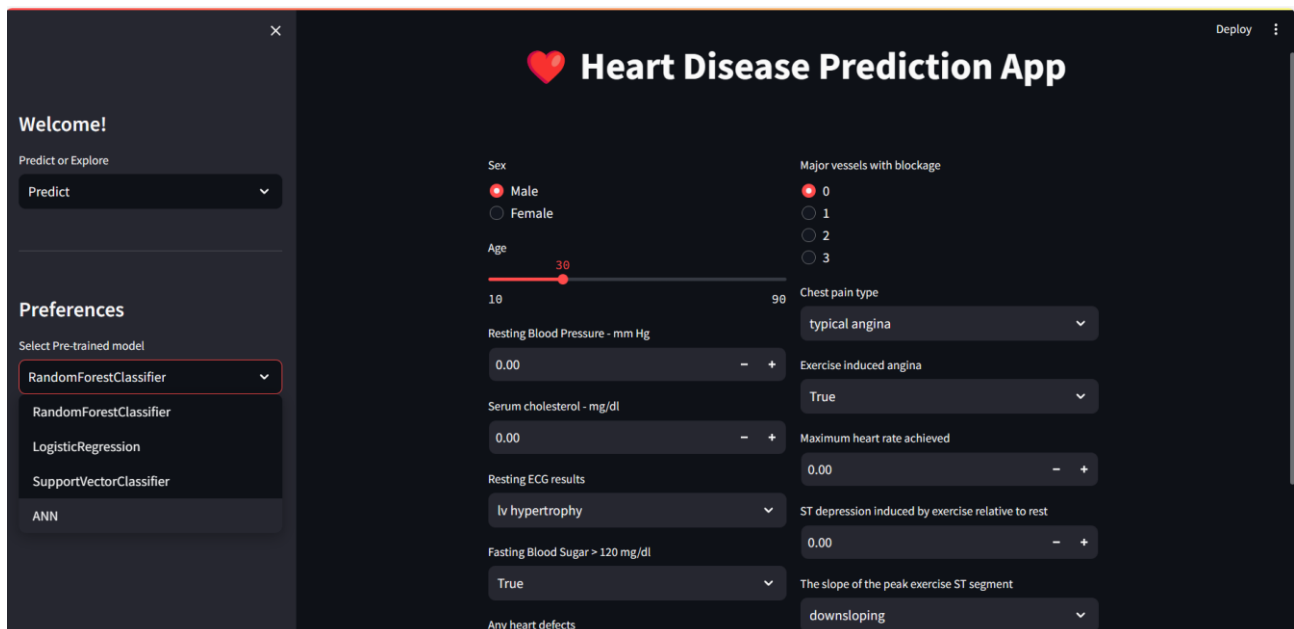 Deploy
❤️ Heart Disease Prediction App
Welcome!
Predict or Explore
Predict
Preferences
Select Pre-trained model
RandomForestClassifier
RandomForestClassifier
LogisticRegression
SupportVectorClassifier
ANN
Sex
Male
Female
Age
30
10 90
Resting Blood Pressure - mm Hg
0.00
Serum cholesterol - mg/dl
0.00
Resting ECG results
lv hypertrophy
Fasting Blood Sugar > 120 mg/dl
True
Any heart defects
Major vessels with blockage
0
1
2
3
Chest pain type
typical angina
Exercise induced angina
True
Maximum heart rate achieved
0.00
ST depression induced by exercise relative to rest
0.00
The slope of the peak exercise ST segment
downsloping